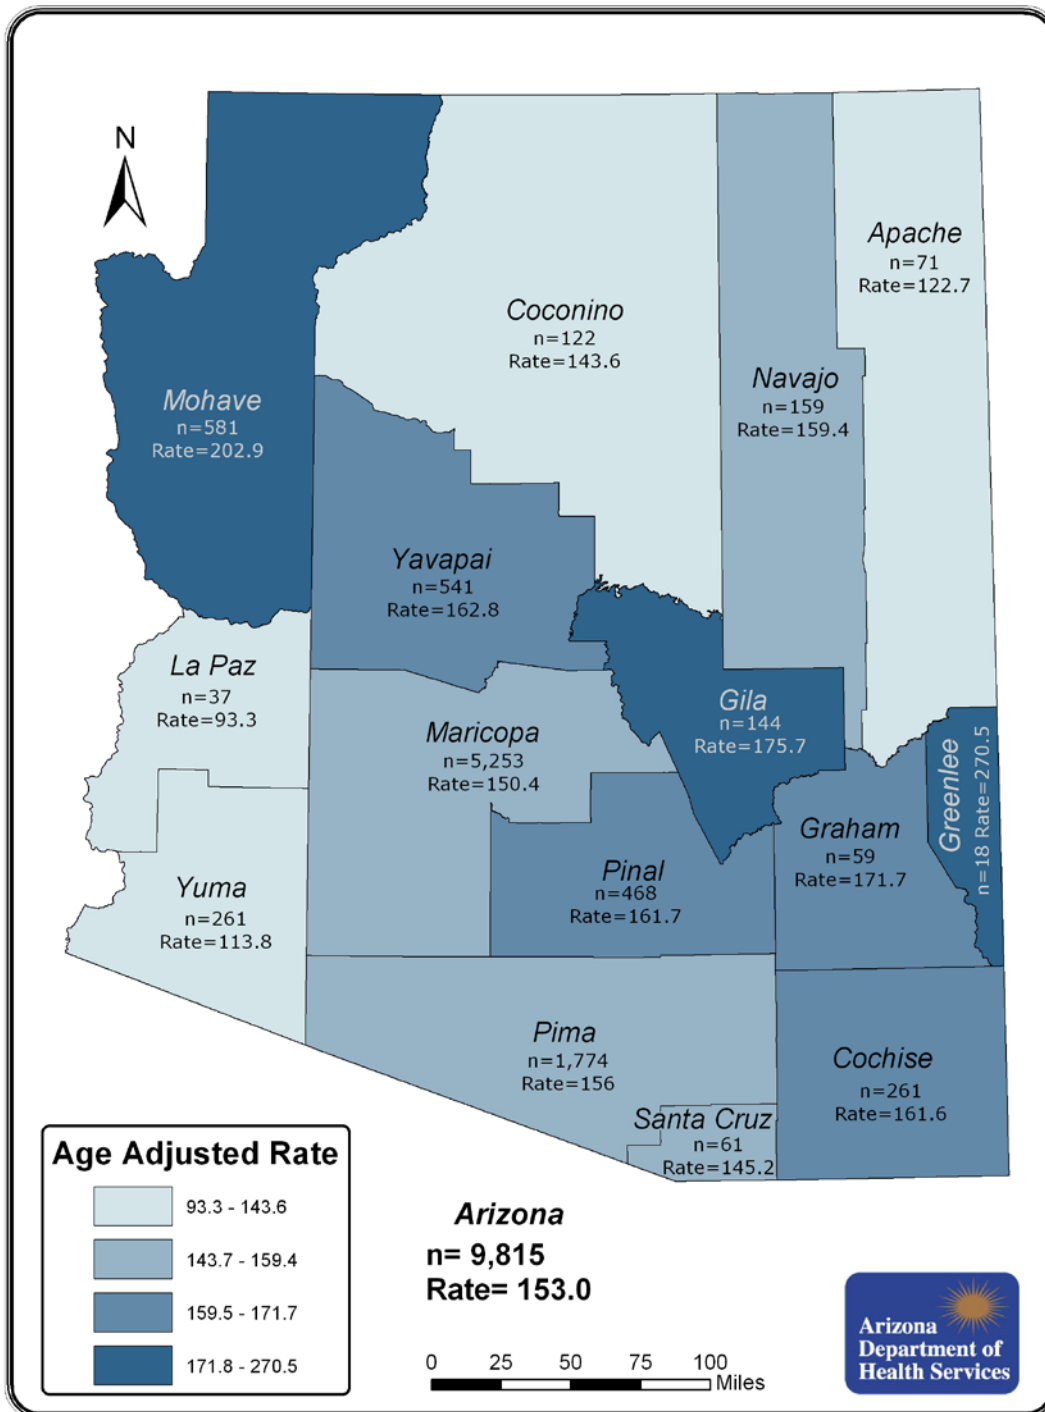 N
Apache
n=71
Rate=122.7
Coconino
n=122
Rate=143.6
Navajo
n=159
Rate=159.4
Mohave
n=581
Rate=202.9
Yavapai
n=541
Rate=162.8
La Paz
n=37
Rate=93.3
Gila
n=144
Rate=175.7
Maricopa
n=5,253
Rate=150.4
Greenlee
n=18 Rate=270.5
Graham
n=59
Rate=171.7
Pinal
n=468
Rate=161.7
Yuma
n=261
Rate=113.8
Pima
n=1,774
Rate=156
Cochise
n=261
Rate=161.6
Santa Cruz
n=61
Rate=145.2
Age Adjusted Rate
93.3 - 143.6
143.7 - 159.4
159.5 - 171.7
171.8 - 270.5
Arizona
n= 9,815
Rate= 153.0
0 25 50 75 100
Miles
Arizona
Department of
Health Services